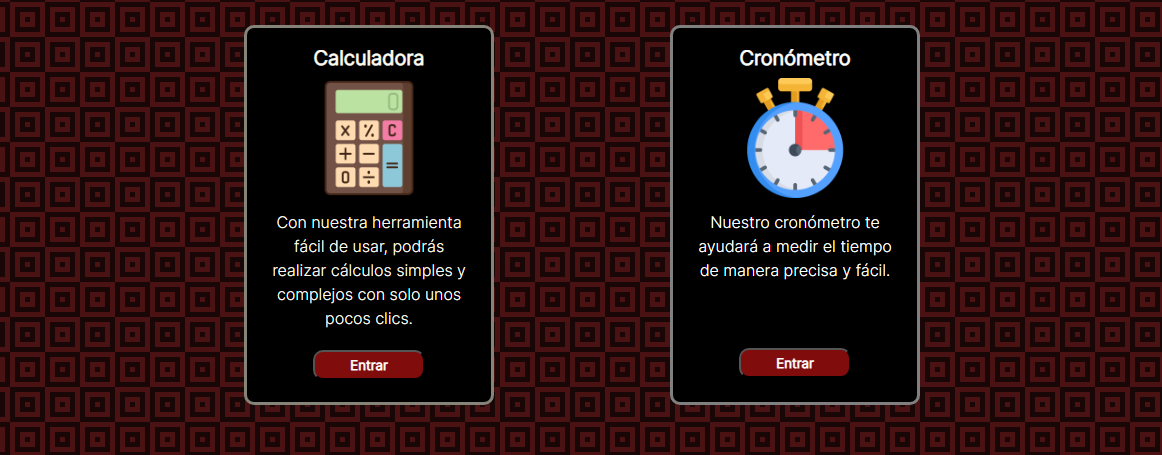 Calculadora
0
x % C
+ −
=
0 ÷
Con nuestra herramienta
fácil de usar, podrás
realizar cálculos simples y
complejos con solo unos
pocos clics.
Entrar
Cronómetro
Nuestro cronómetro te
ayudará a medir el tiempo
de manera precisa y fácil.
Entrar